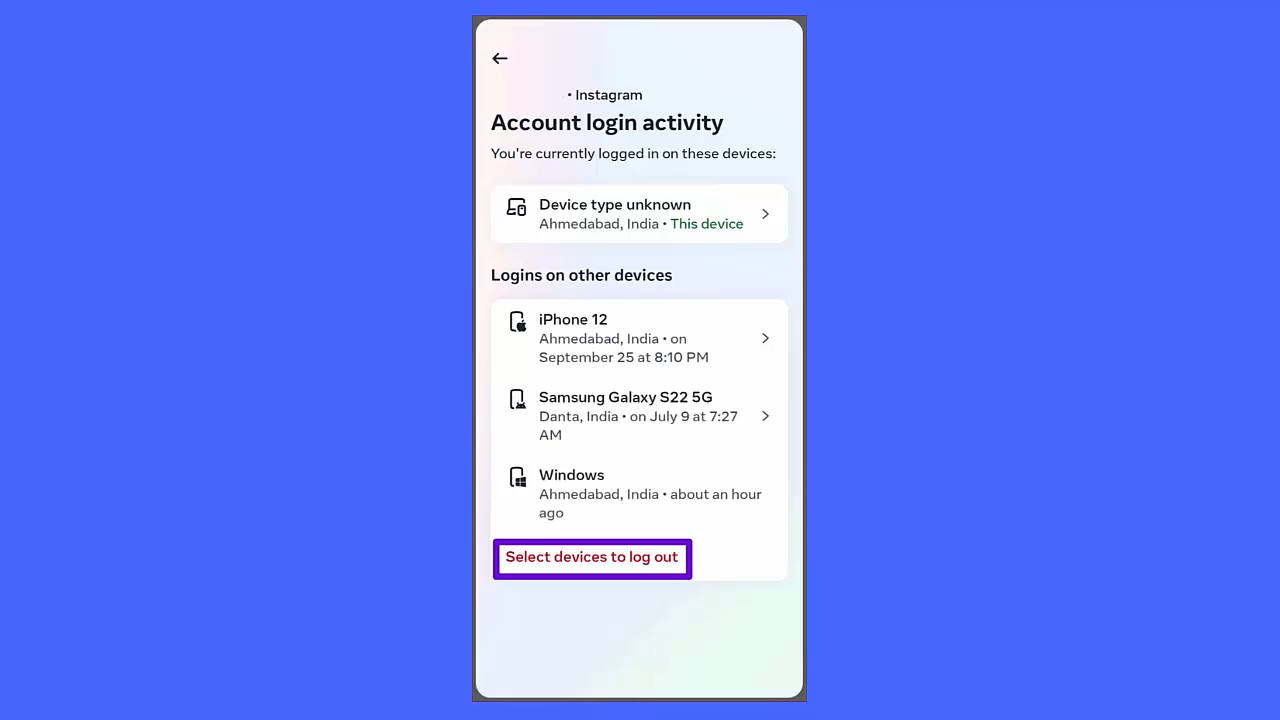 • Instagram
Account login activity
You're currently logged in on these devices:
Device type unknown
Ahmedabad, India • This device
Logins on other devices
iPhone 12
Ahmedabad, India • on
September 25 at 8:10 PM
Samsung Galaxy S22 5G
Danta, India • on July 9 at 7:27
AM
Windows
Ahmedabad, India • about an hour
ago
Select devices to log out